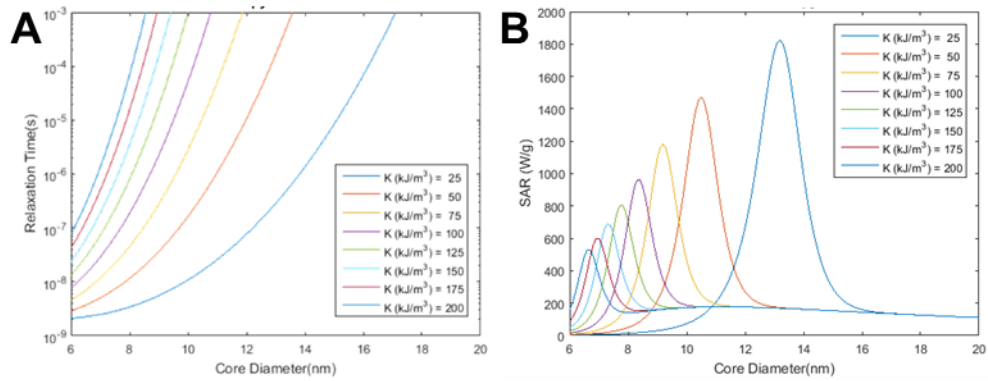 A
10^-3
10^-4
10^-5
10^-6
10^-7
10^-8
10^-9
Relaxation Time(s)
6 8 10 12 14 16 18 20
Core Diameter(nm)
K (kJ/m^3) = 25
K (kJ/m^3) = 50
K (kJ/m^3) = 75
K (kJ/m^3) = 100
K (kJ/m^3) = 125
K (kJ/m^3) = 150
K (kJ/m^3) = 175
K (kJ/m^3) = 200
B
2000
1800
1600
1400
1200
1000
800
600
400
200
0
SAR (W/g)
6 8 10 12 14 16 18 20
Core Diameter(nm)
K (kJ/m^3) = 25
K (kJ/m^3) = 50
K (kJ/m^3) = 75
K (kJ/m^3) = 100
K (kJ/m^3) = 125
K (kJ/m^3) = 150
K (kJ/m^3) = 175
K (kJ/m^3) = 200